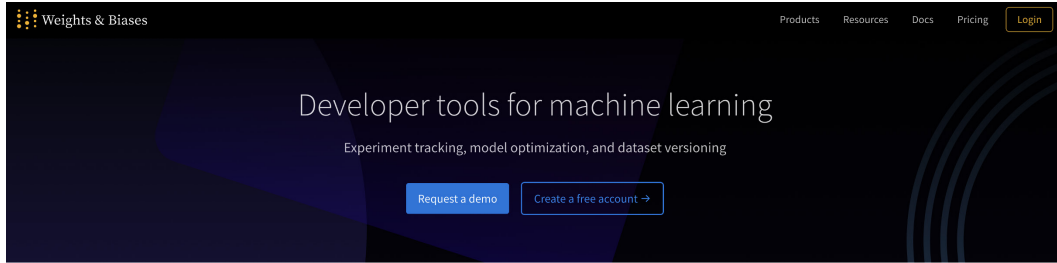 Weights & Biases Products Resources Docs Pricing Login
Developer tools for machine learning
Experiment tracking, model optimization, and dataset versioning
Request a demo Create a free account →